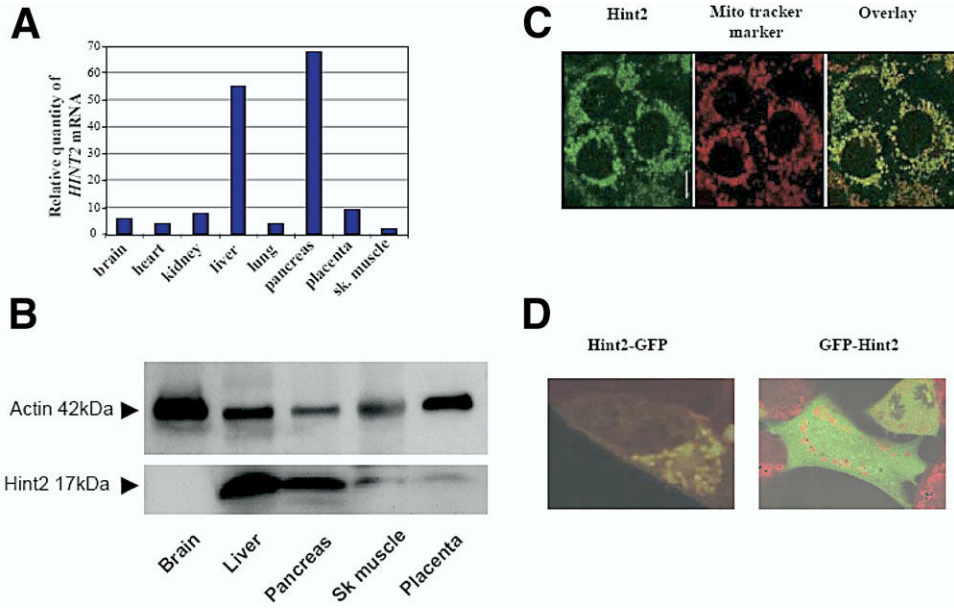 A
Relative quantity of
HINT2 mRNA
70
60
50
40
30
20
10
0
brain
heart
kidney
liver
lung
pancreas
placenta
sk. muscle
B
Actin 42kDa
Hint2 17kDa
Brain
Liver
Pancreas
Sk muscle
Placenta
C
Hint2
Mito tracker
marker
Overlay
D
Hint2-GFP
GFP-Hint2